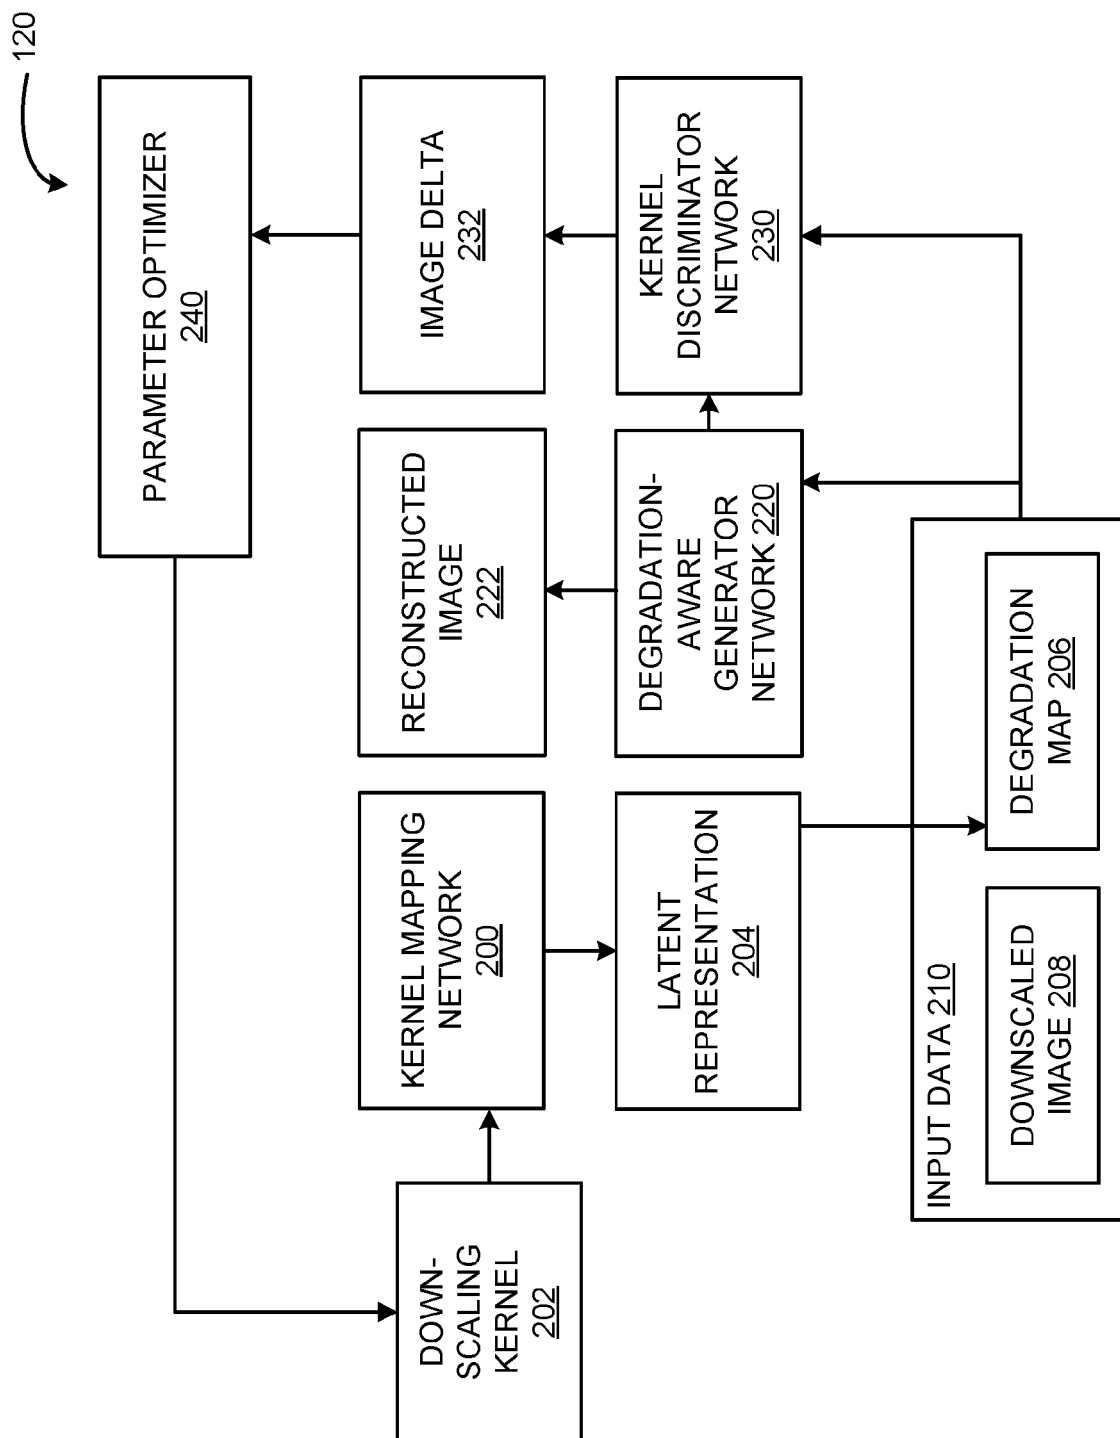 120
PARAMETER OPTIMIZER
240
DOWN-
SCALING
KERNEL
202
KERNEL MAPPING
NETWORK
200
RECONSTRUCTED
IMAGE
222
IMAGE DELTA
232
LATENT
REPRESENTATION
204
DEGRADATION-
AWARE
GENERATOR
NETWORK 220
KERNEL
DISCRIMINATOR
NETWORK
230
INPUT DATA 210
DOWNSCALED
IMAGE 208
DEGRADATION
MAP 206